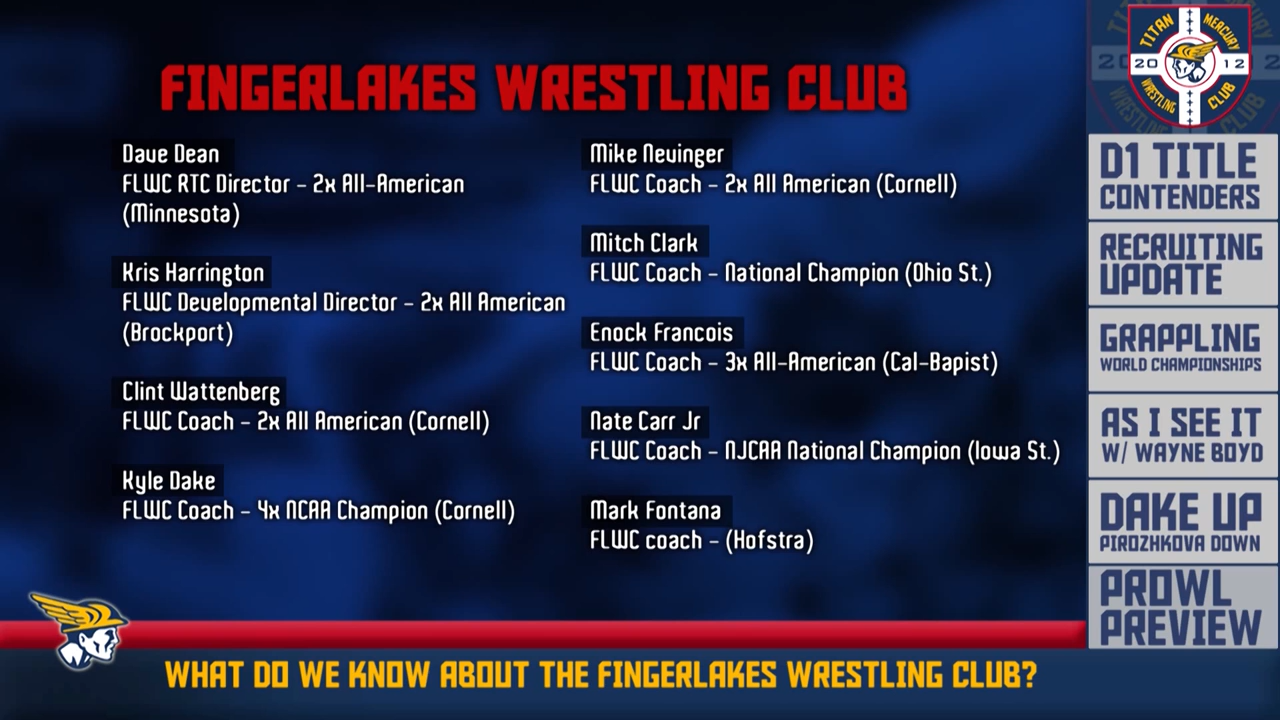 FINGERLAKES WRESTLING CLUB
Dave Dean
FLWC RTC Director - 2x All-American
(Minnesota)
Kris Harrington
FLWC Developmental Director - 2x All American
(Brockport)
Clint Wattenberg
FLWC Coach - 2x All American (Cornell)
Kyle Dake
FLWC Coach - 4x NCAA Champion (Cornell)
Mike Nevinger
FLWC Coach - 2x All American (Cornell)
Mitch Clark
FLWC Coach - National Champion (Ohio St.)
Enock Francois
FLWC Coach - 3x All-American (Cal-Bapist)
Nate Carr Jr
FLWC Coach - NJCAA National Champion (Iowa St.)
Mark Fontana
FLWC coach - (Hofstra)
TITAN MERCURY
2012
WRESTLING CLUB
D1 TITLE
CONTENDERS
RECRUITING
UPDATE
GRAPPLING
WORLD CHAMPIONSHIPS
AS I SEE IT
W/ WAYNE BOYD
DAKE UP
PIROZHKOVA DOWN
PROWL
PREVIEW
WHAT DO WE KNOW ABOUT THE FINGERLAKES WRESTLING CLUB?